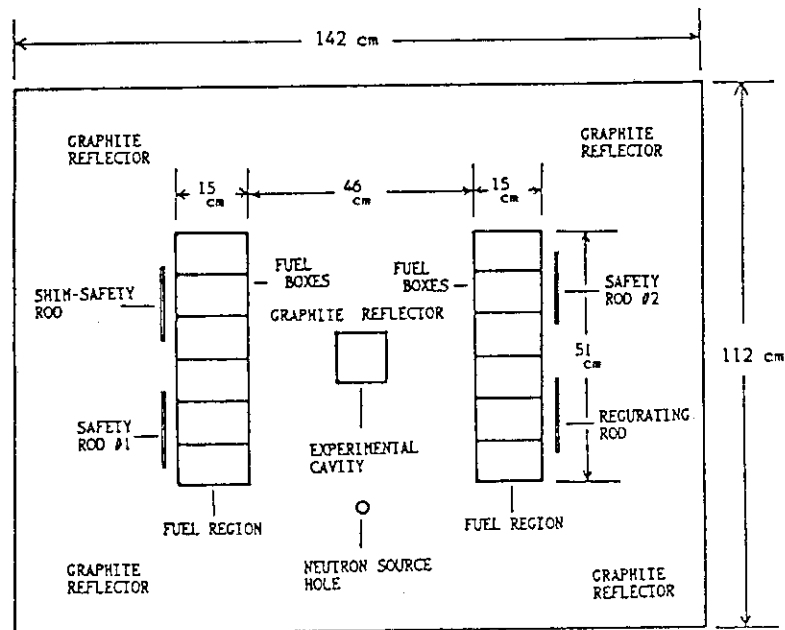 142 cm
GRAPHITE
REFLECTOR
GRAPHITE
REFLECTOR
15
cm
46
cm
15
cm
SHIM-SAFETY
ROD
FUEL
BOXES
FUEL
BOXES
SAFETY
ROD #2
GRAPHITE REFLECTOR
51
cm
112 cm
SAFETY
ROD #1
EXPERIMENTAL
CAVITY
REGURATING
ROD
FUEL REGION
FUEL REGION
NEUTRON SOURCE
HOLE
GRAPHITE
REFLECTOR
GRAPHITE
REFLECTOR